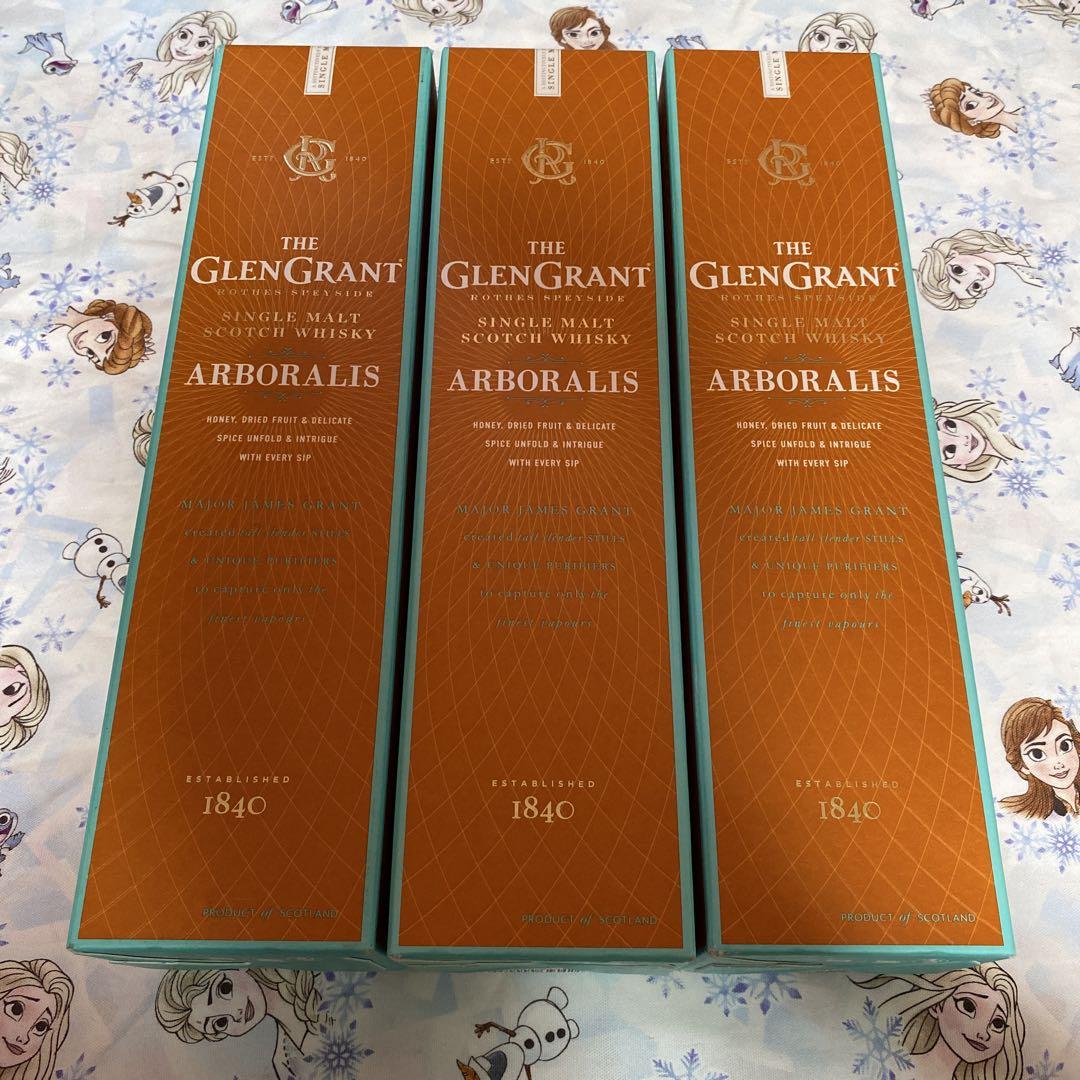 SINGLE
EST. 1840
THE
GLENGRANT
ROTHES SPEYSIDE
SINGLE MALT
SCOTCH WHISKY
ARBORALIS
HONEY, DRIED FRUIT & DELICATE
SPICE UNFOLD & INTRIGUE
WITH EVERY SIP
MAJOR JAMES GRANT
created tall slender STILLS
& UNIQUE PURIFIERS
to capture only the
finest vapours
ESTABLISHED
1840
PRODUCT of SCOTLAND
SINGLE
EST. 1840
THE
GLENGRANT
ROTHES SPEYSIDE
SINGLE MALT
SCOTCH WHISKY
ARBORALIS
HONEY, DRIED FRUIT & DELICATE
SPICE UNFOLD & INTRIGUE
WITH EVERY SIP
MAJOR JAMES GRANT
created tall slender STILLS
& UNIQUE PURIFIERS
to capture only the
finest vapours
ESTABLISHED
1840
PRODUCT of SCOTLAND
SINGLE
EST. 1840
THE
GLENGRANT
ROTHES SPEYSIDE
SINGLE MALT
SCOTCH WHISKY
ARBORALIS
HONEY, DRIED FRUIT & DELICATE
SPICE UNFOLD & INTRIGUE
WITH EVERY SIP
MAJOR JAMES GRANT
created tall slender STILLS
& UNIQUE PURIFIERS
to capture only the
finest vapours
ESTABLISHED
1840
PRODUCT of SCOTLAND